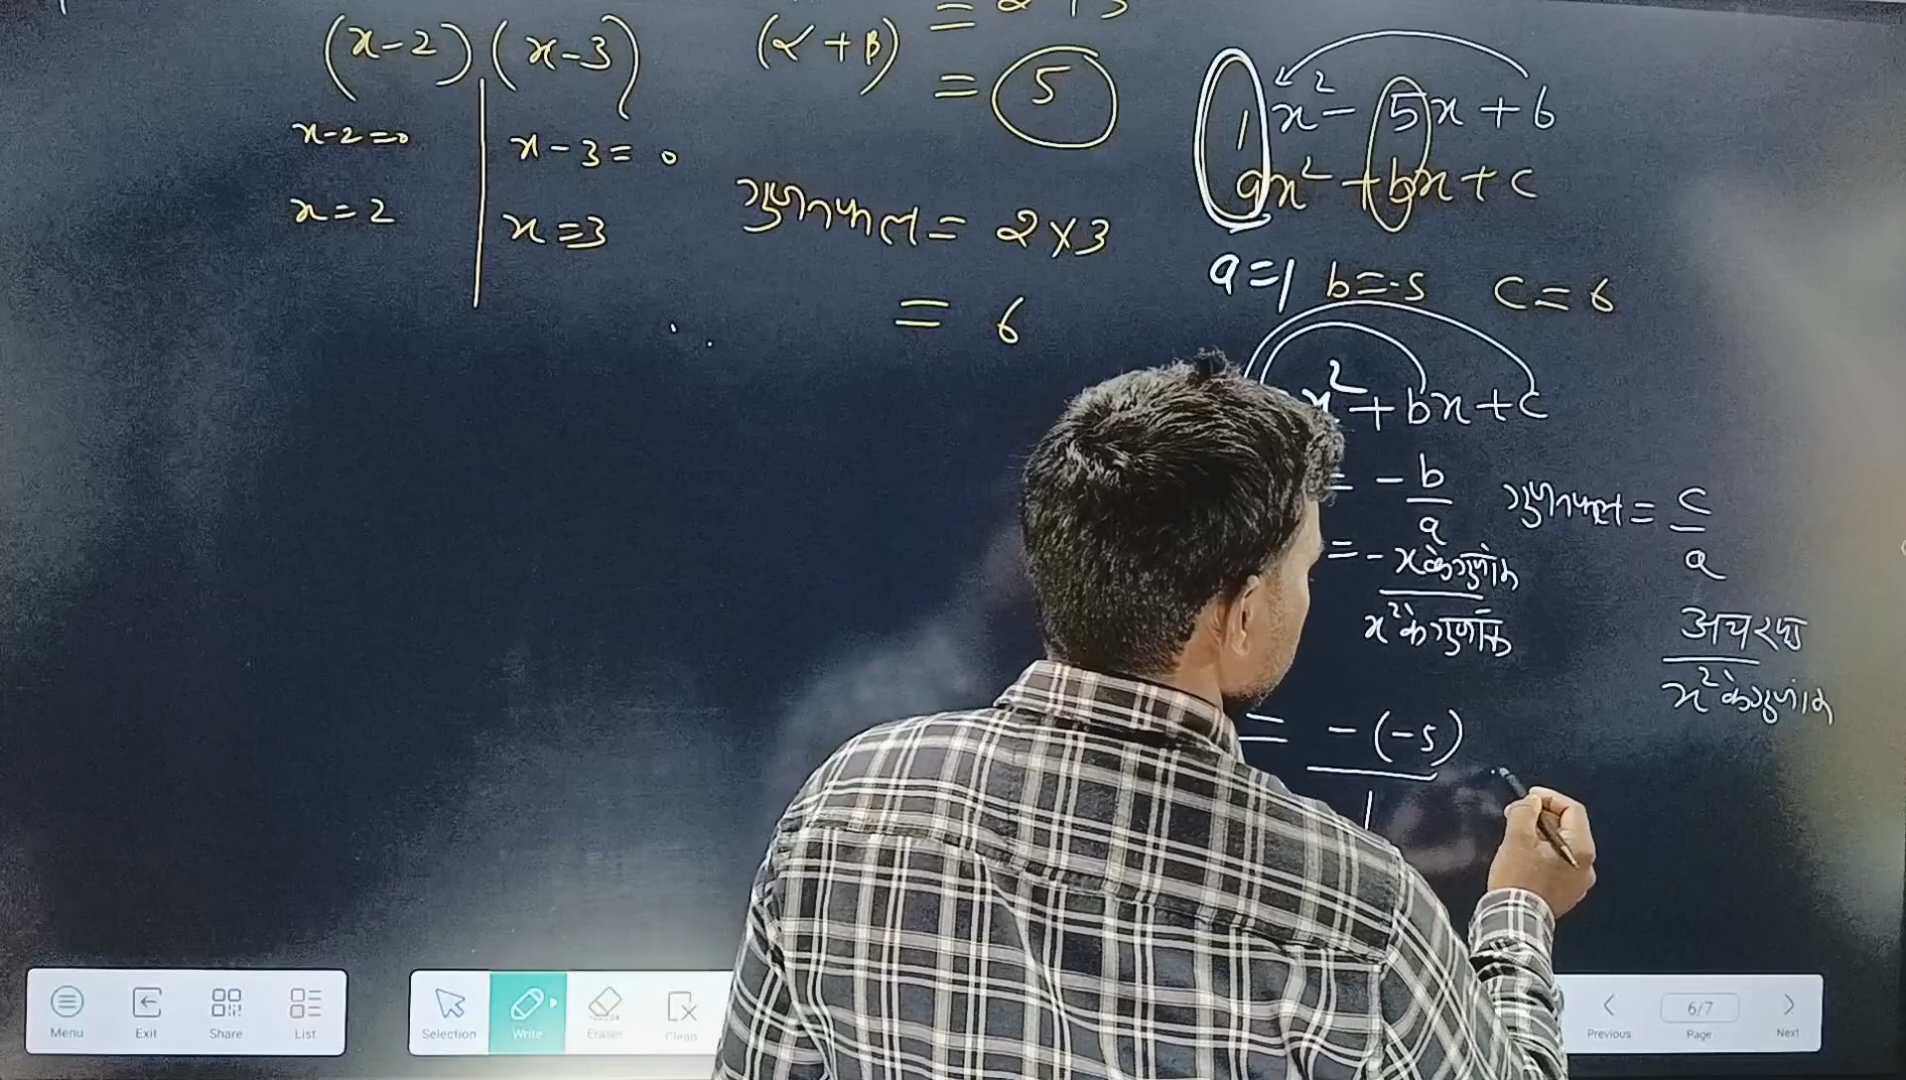 (x-2)(x-3)
x-2=0
x=2
x-3=0
x=3
(α+β)
= 5
गुणनफल = 2×3
= 6
1x²-5x+6
ax²+bx+c
a=1 b=-5 c=6
x²+bx+c
= -b/a
= -x के गुणांक
x² के गुणांक
गुणनफल = c/a
अचर पद
x² के गुणांक
= -(-5)
1
Menu
Exit
Share
List
Selection
Write
Eraser
Clean
Previous
6/7
Page
Next